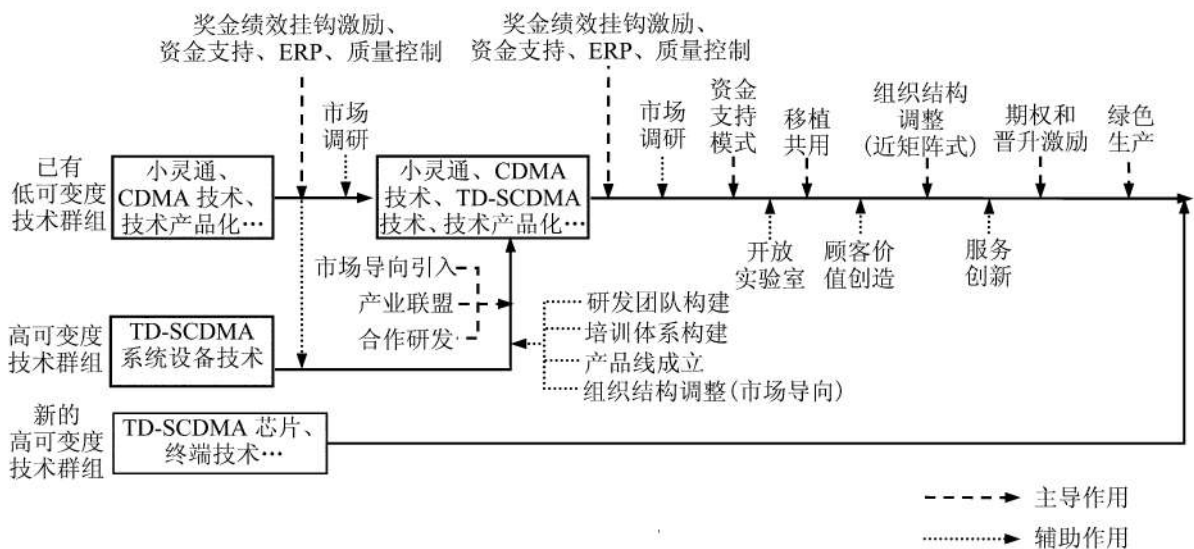 奖金绩效挂钩激励、
资金支持、ERP、质量控制
奖金绩效挂钩激励、
资金支持、ERP、质量控制
市场
调研
市场
调研
资金
支持
模式
移植
共用
组织结构
调整
(近矩阵式)
期权和
晋升激励
绿色
生产
已有
低可变度
技术群组
小灵通、
CDMA 技术、
技术产品化…
小灵通、CDMA
技术、TD-SCDMA
技术、技术产品化…
开放
实验室
顾客价
值创造
服务
创新
市场导向引入
产业联盟
合作研发
研发团队构建
培训体系构建
产品线成立
组织结构调整(市场导向)
高可变度
技术群组
TD-SCDMA
系统设备技术
新的
高可变度
技术群组
TD-SCDMA 芯片、
终端技术…
主导作用
辅助作用